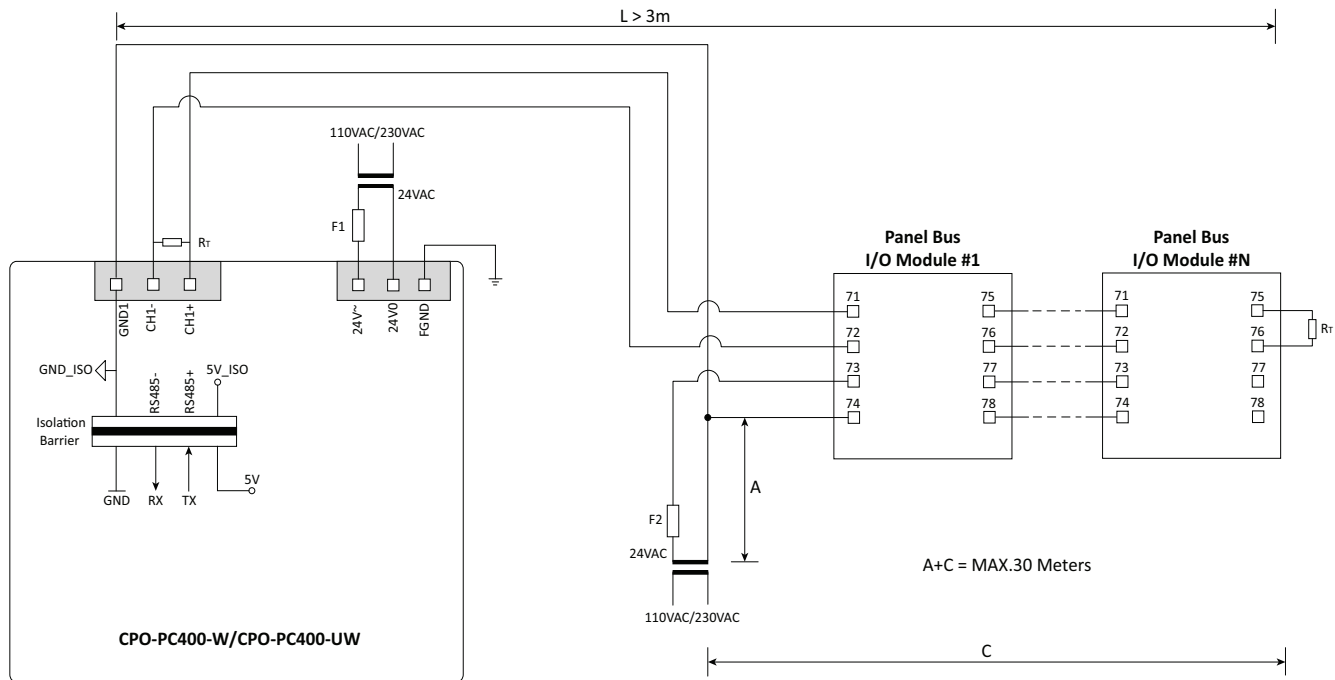 L > 3m
110VAC/230VAC
24VAC
F1
RT
GND1
CH1-
CH1+
24V~
24V0
FGND
GND_ISO
RS485-
RS485+
5V_ISO
Isolation
Barrier
GND
RX
TX
5V
CPO-PC400-W/CPO-PC400-UW
Panel Bus
I/O Module #1
71
72
73
74
75
76
77
78
Panel Bus
I/O Module #N
71
72
73
74
75
76
77
78
RT
A
F2
24VAC
110VAC/230VAC
A+C = MAX.30 Meters
C